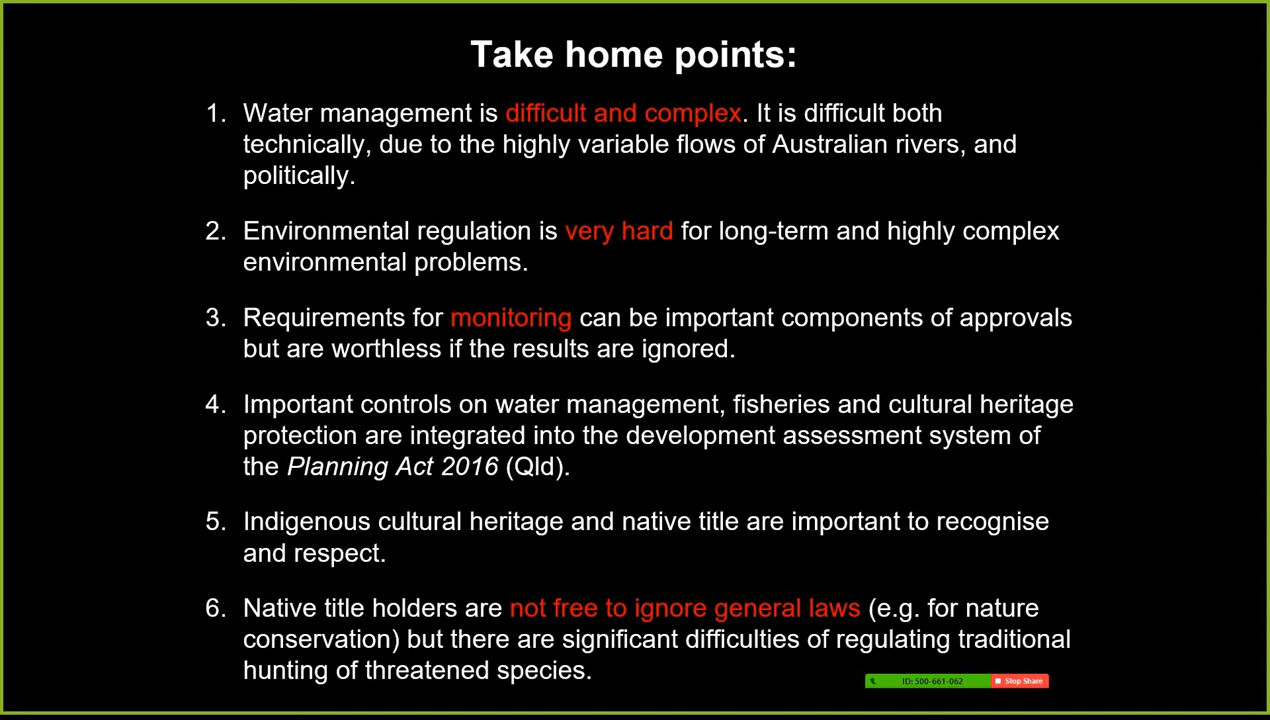 Take home points:
1. Water management is difficult and complex. It is difficult both
technically, due to the highly variable flows of Australian rivers, and
politically.
2. Environmental regulation is very hard for long-term and highly complex
environmental problems.
3. Requirements for monitoring can be important components of approvals
but are worthless if the results are ignored.
4. Important controls on water management, fisheries and cultural heritage
protection are integrated into the development assessment system of
the Planning Act 2016 (Qld).
5. Indigenous cultural heritage and native title are important to recognise
and respect.
6. Native title holders are not free to ignore general laws (e.g. for nature
conservation) but there are significant difficulties of regulating traditional
hunting of threatened species.
ID: 500-661-062 Stop Share